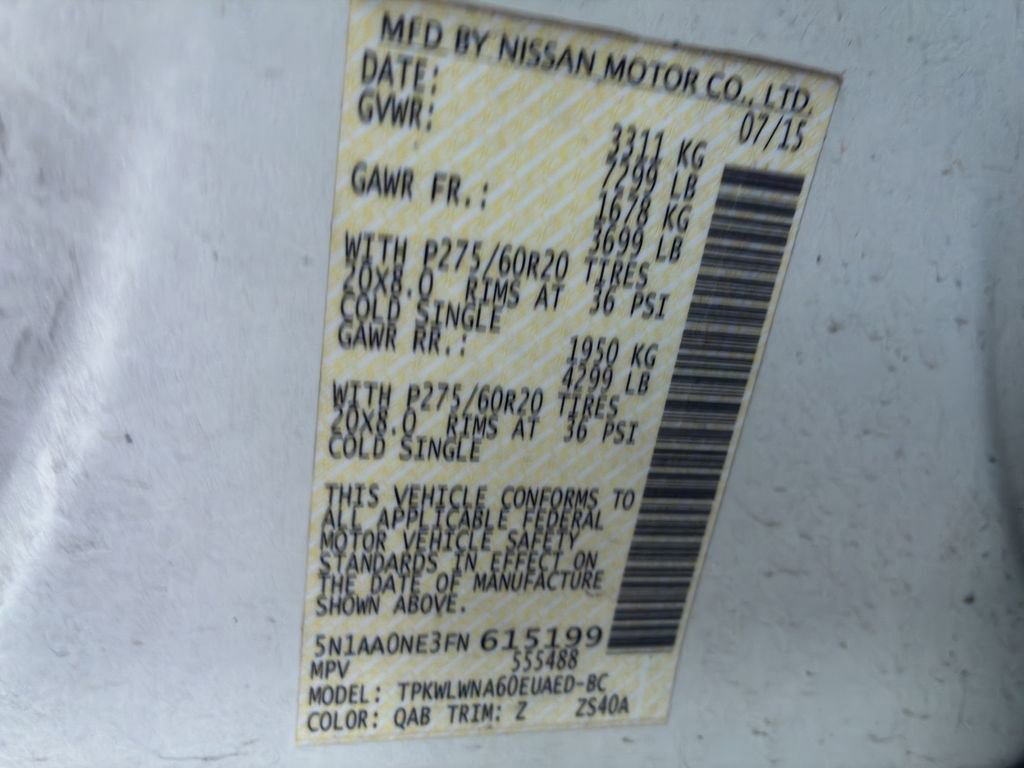 MFD BY NISSAN MOTOR CO., LTD.
DATE: 07/15
GVWR: 3311 KG
7299 LB
GAWR FR.: 1678 KG
3699 LB
WITH P275/60R20 TIRES
20X8.0 RIMS AT 36 PSI
COLD SINGLE
GAWR RR.: 1950 KG
4299 LB
WITH P275/60R20 TIRES
20X8.0 RIMS AT 36 PSI
COLD SINGLE
THIS VEHICLE CONFORMS TO
ALL APPLICABLE FEDERAL
MOTOR VEHICLE SAFETY
STANDARDS IN EFFECT ON
THE DATE OF MANUFACTURE
SHOWN ABOVE.
5N1AA0NE3FN 615199
MPV 555488
MODEL: TPKWLWNA60EUAED-BC
COLOR: QAB TRIM: Z ZS40A